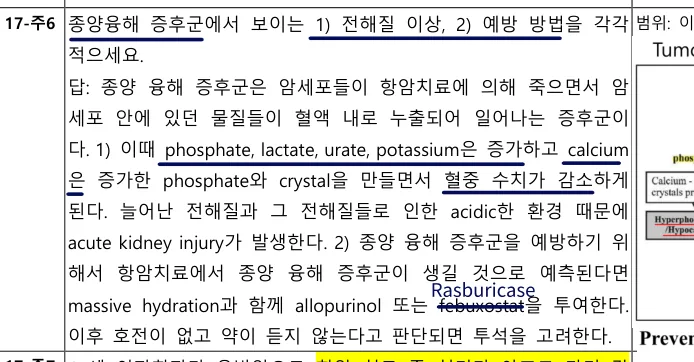 17-주6
종양융해 증후군에서 보이는 1) 전해질 이상, 2) 예방 방법을 각각
적으세요.
답: 종양 융해 증후군은 암세포들이 항암치료에 의해 죽으면서 암
세포 안에 있던 물질들이 혈액 내로 누출되어 일어나는 증후군이
다. 1) 이때 phosphate, lactate, urate, potassium은 증가하고 calcium
은 증가한 phosphate와 crystal을 만들면서 혈중 수치가 감소하게
된다. 늘어난 전해질과 그 전해질들로 인한 acidic한 환경 때문에
acute kidney injury가 발생한다. 2) 종양 융해 증후군을 예방하기 위
해서 항암치료에서 종양 융해 증후군이 생길 것으로 예측된다면
Rasburicase
massive hydration과 함께 allopurinol 또는 febuxostat을 투여한다.
이후 호전이 없고 약이 듣지 않는다고 판단되면 투석을 고려한다.
범위: 이
Tumo
phos
Calcium -
crystals pr
Hyperph
/Hypoc
Preven